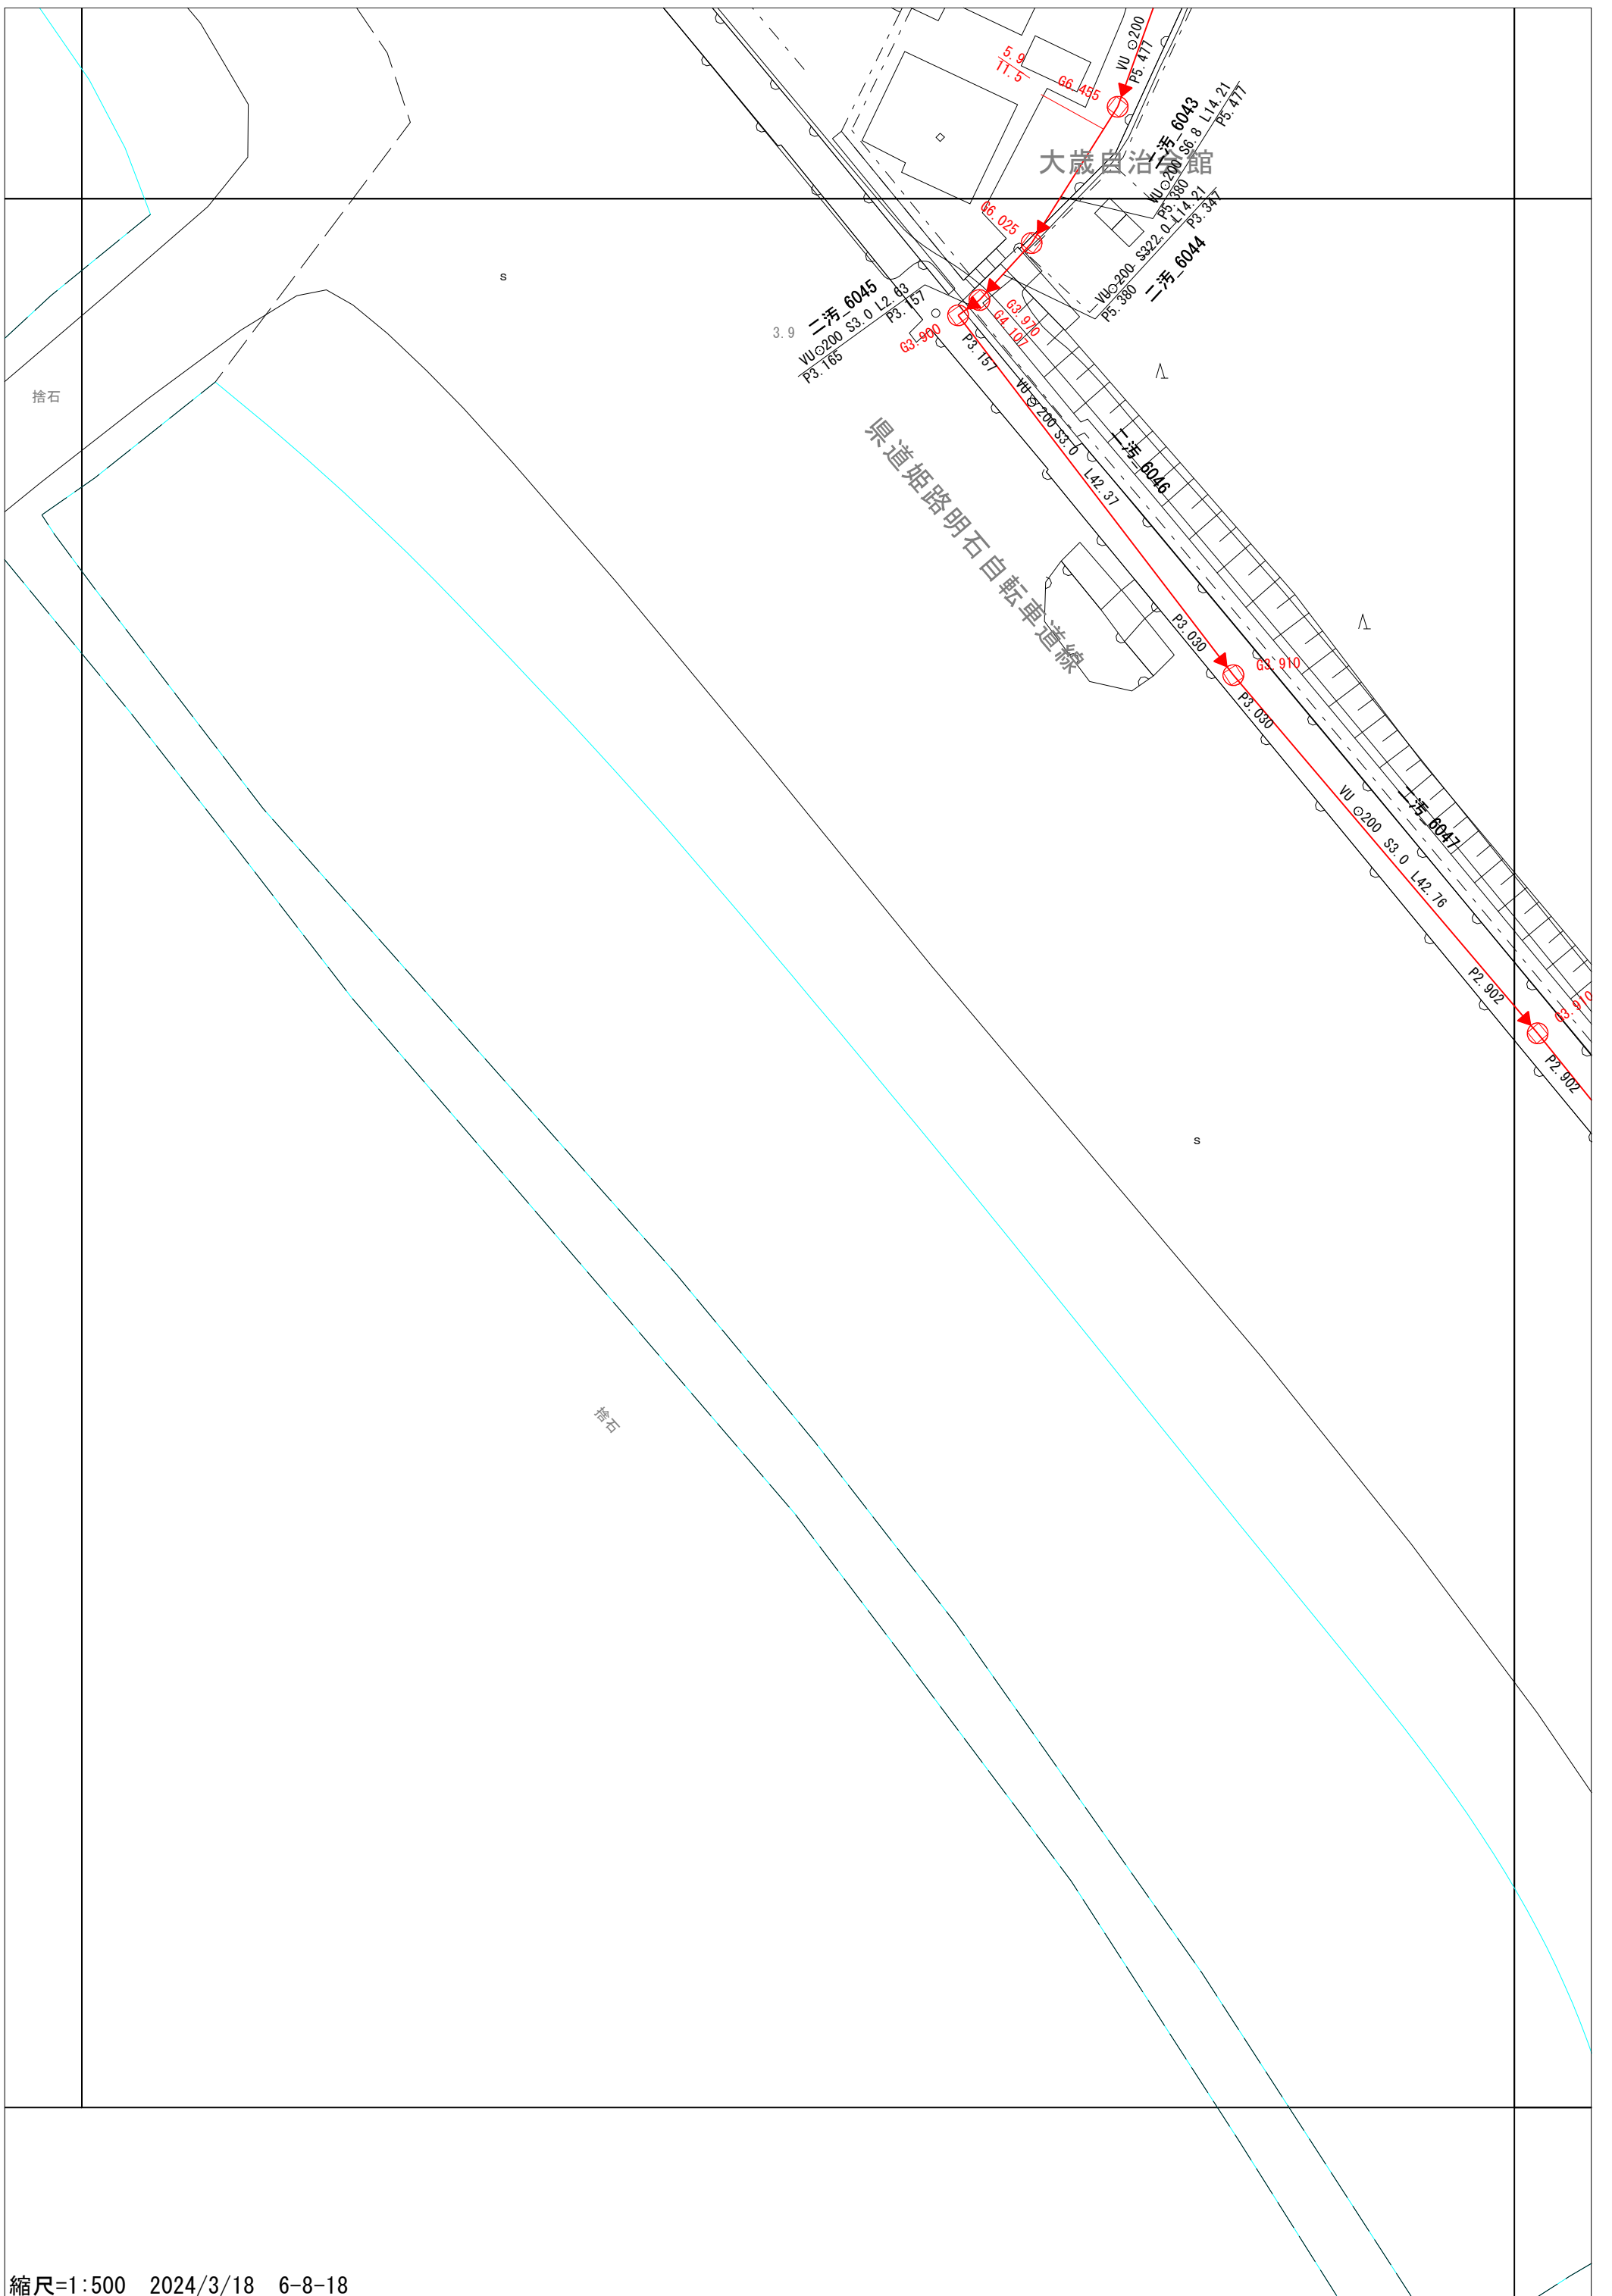 VU ⊙200
P5.477
5.9
11.5
G6.455
二汚_6043
VU⊙200 S6.8 L14.21
P5.380
P5.477
大歳自治会館
G6.025
VU⊙200 S322.0 L14.21
P5.380
P3.347
二汚_6044
二汚_6045
VU⊙200 S3.0 L2.63
P3.165
P3.157
3.9
G3.900
G3.970
G4.107
P3.157
VU ⊙200 S3.0 L42.37
二汚_6046
s
捨石
県道姫路明石自転車道線
P3.030
G3.910
P3.030
VU ⊙200 S3.0 L42.76
二汚_6047
P2.902
G3.910
P2.902
s
捨石
縮尺=1:500 2024/3/18 6-8-18